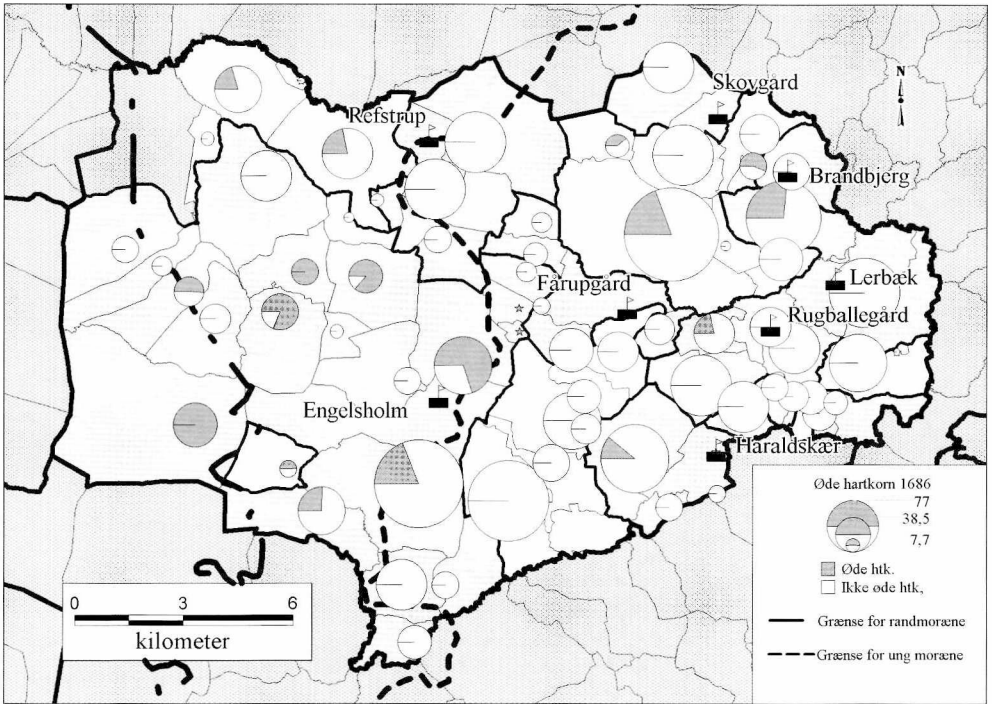 Skovgard
N
Refstrup
Brandbjerg
Fårupgård
Lerbæk
Rugballegård
Engelsholm
Haraldskær
Øde hartkorn 1686
77
38,5
7,7
Øde htk.
Ikke øde htk,
Grænse for randmoræne
Grænse for ung moræne
0 3 6
kilometer